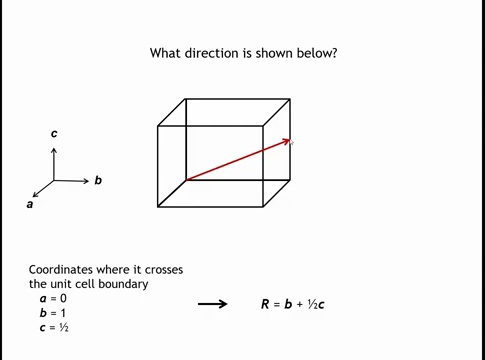 What direction is shown below?
c
b
a
Coordinates where it crosses
the unit cell boundary
a = 0
b = 1
c = ½
R = b + ½c